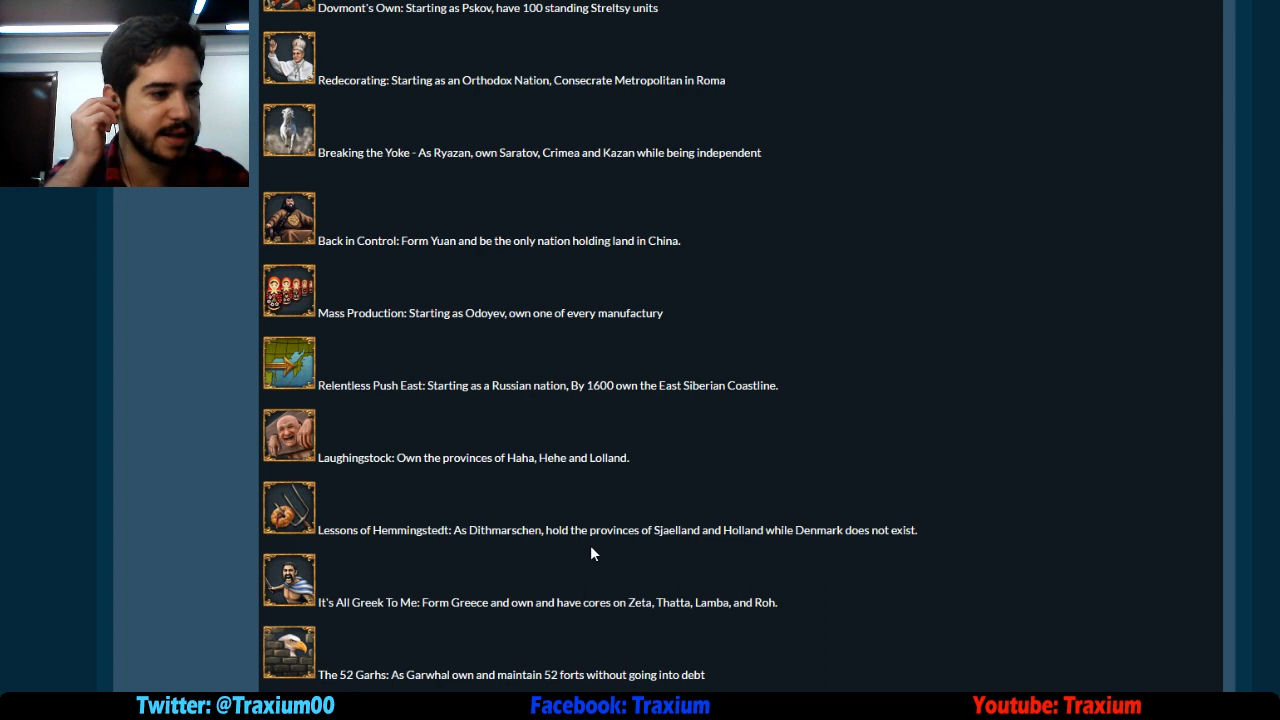 Dovmont's Own: Starting as Pskov, have 100 standing Streltsy units
Redecorating: Starting as an Orthodox Nation, Consecrate Metropolitan in Roma
Breaking the Yoke - As Ryazan, own Saratov, Crimea and Kazan while being independent
Back in Control: Form Yuan and be the only nation holding land in China.
Mass Production: Starting as Odoyev, own one of every manufactury
Relentless Push East: Starting as a Russian nation, By 1600 own the East Siberian Coastline.
Laughingstock: Own the provinces of Haha, Hehe and Lolland.
Lessons of Hemmingstedt: As Dithmarschen, hold the provinces of Sjaelland and Holland while Denmark does not exist.
It's All Greek To Me: Form Greece and own and have cores on Zeta, Thatta, Lamba, and Roh.
The 52 Garhs: As Garwhal own and maintain 52 forts without going into debt
Twitter: @Traxium00
Facebook: Traxium
Youtube: Traxium